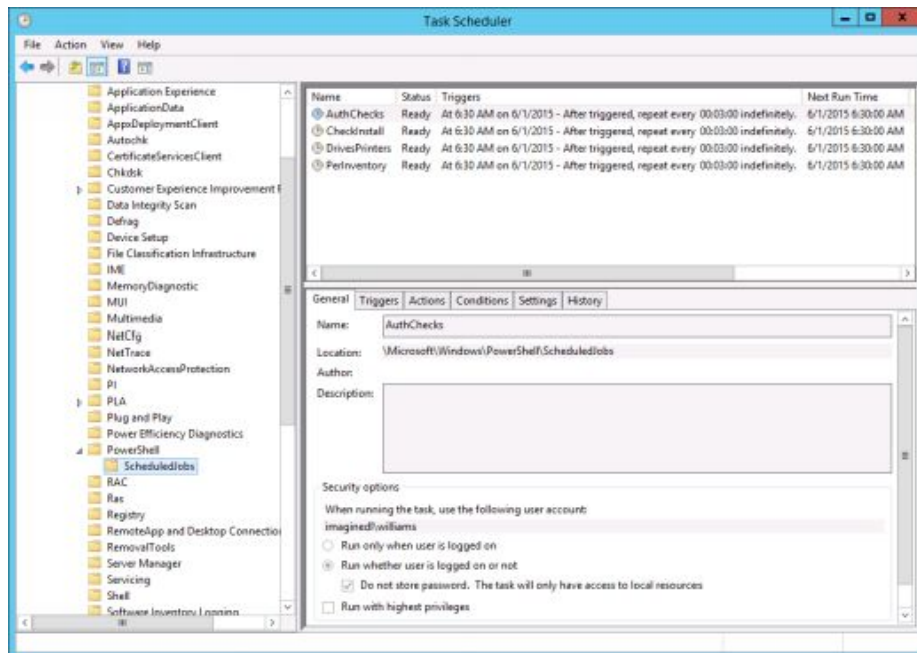 Task Scheduler
File Action View Help
Application Experience
ApplicationData
AppxDeploymentClient
Autochk
CertificateServicesClient
Chkdsk
Customer Experience Improvement P
Data Integrity Scan
Defrag
Device Setup
File Classification Infrastructure
IME
MemoryDiagnostic
MUI
Multimedia
NetCfg
NetTrace
NetworkAccessProtection
PI
PLA
Plug and Play
Power Efficiency Diagnostics
PowerShell
ScheduledJobs
RAC
Ras
Registry
RemoteApp and Desktop Connectio
RemovalTools
Server Manager
Servicing
Shell
Software Inventory Logging
Name Status Triggers Next Run Time
AuthChecks Ready At 6:30 AM on 6/1/2015 - After triggered, repeat every 00:03:00 indefinitely. 6/1/2015 6:30:00 AM
CheckInstall Ready At 6:30 AM on 6/1/2015 - After triggered, repeat every 00:03:00 indefinitely. 6/1/2015 6:30:00 AM
DrivesPrinters Ready At 6:30 AM on 6/1/2015 - After triggered, repeat every 00:03:00 indefinitely. 6/1/2015 6:30:00 AM
PerInventory Ready At 6:30 AM on 6/1/2015 - After triggered, repeat every 00:03:00 indefinitely. 6/1/2015 6:30:00 AM
General Triggers Actions Conditions Settings History
Name: AuthChecks
Location: \Microsoft\Windows\PowerShell\ScheduledJobs
Author:
Description:
Security options
When running the task, use the following user account:
Run only when user is logged on
Run whether user is logged on or not
Do not store password. The task will only have access to local resources
Run with highest privileges